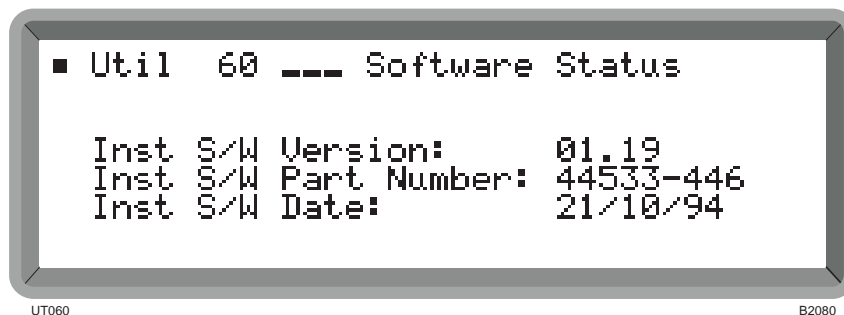 ■ Util 60 ___ Software Status
Inst S/W Version: 01.19
Inst S/W Part Number: 44533-446
Inst S/W Date: 21/10/94
UT060 B2080